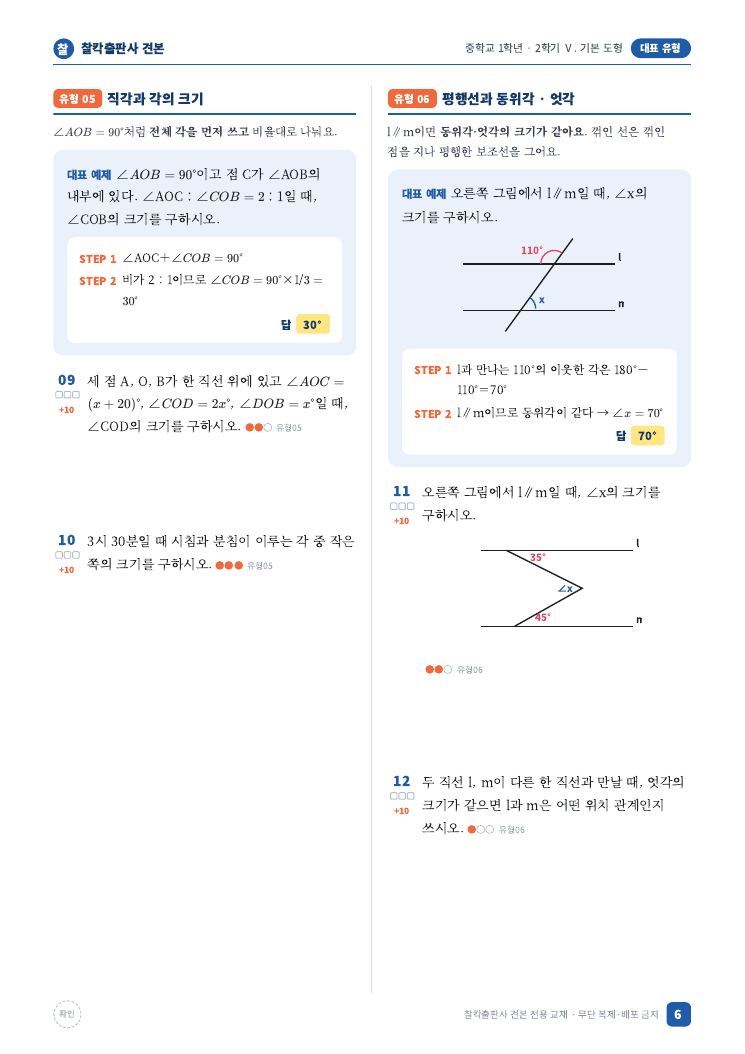 찰 찰칵출판사 견본
중학교 1학년 · 2학기 Ⅴ. 기본 도형 대표 유형
유형 05 직각과 각의 크기
∠AOB = 90°처럼 전체 각을 먼저 쓰고 비율대로 나눠요.
대표 예제 ∠AOB = 90°이고 점 C가 ∠AOB의
내부에 있다. ∠AOC : ∠COB = 2 : 1일 때,
∠COB의 크기를 구하시오.
STEP 1 ∠AOC+∠COB = 90°
STEP 2 비가 2 : 1이므로 ∠COB = 90°×1/3 =
30°
답 30°
09 세 점 A, O, B가 한 직선 위에 있고 ∠AOC =
(x + 20)°, ∠COD = 2x°, ∠DOB = x°일 때,
+10
∠COD의 크기를 구하시오. ●●○ 유형05
10 3시 30분일 때 시침과 분침이 이루는 각 중 작은
쪽의 크기를 구하시오. ●●● 유형05
+10
유형 06 평행선과 동위각 · 엇각
l∥m이면 동위각·엇각의 크기가 같아요. 꺾인 선은 꺾인
점을 지나 평행한 보조선을 그어요.
대표 예제 오른쪽 그림에서 l∥m일 때, ∠x의
크기를 구하시오.
110°
l
x
n
STEP 1 l과 만나는 110°의 이웃한 각은 180°−
110°=70°
STEP 2 l∥m이므로 동위각이 같다 → ∠x = 70°
답 70°
11 오른쪽 그림에서 l∥m일 때, ∠x의 크기를
구하시오.
+10
l
35°
∠x
45°
n
●●○ 유형06
12 두 직선 l, m이 다른 한 직선과 만날 때, 엇각의
크기가 같으면 l과 m은 어떤 위치 관계인지
+10
쓰시오. ●○○ 유형06
확인
찰칵출판사 견본 전용 교재 · 무단 복제·배포 금지 6